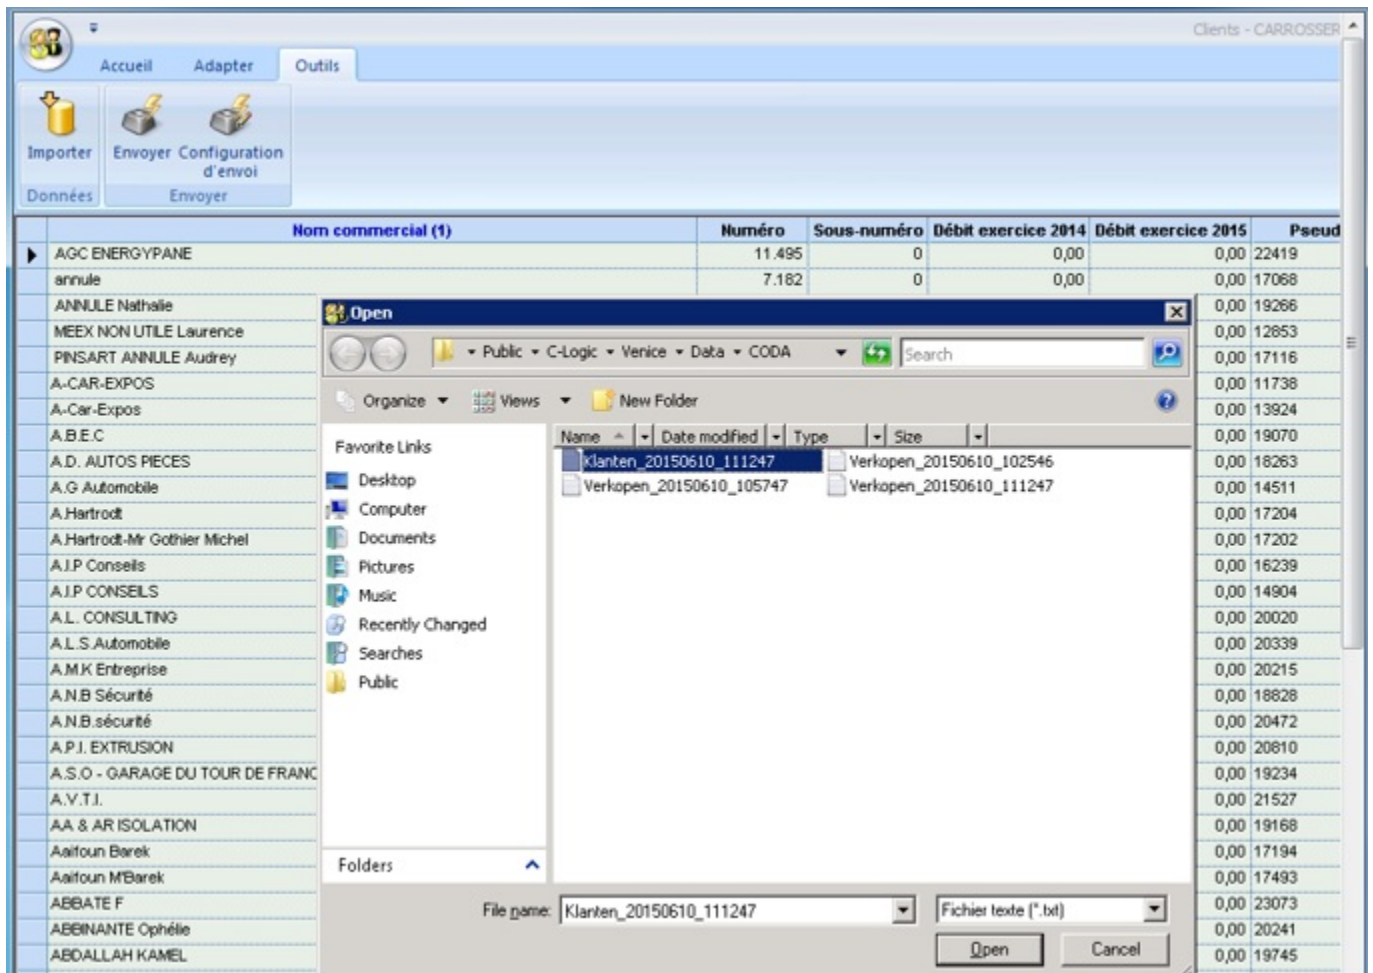 Clients - CARROSSER
Accueil Adapter Outils
Importer Envoyer Configuration d'envoi
Données Envoyer
Nom commercial (1) Numéro Sous-numéro Débit exercice 2014 Débit exercice 2015 Pseud
AGC ENERGYPANE 11.495 0 0,00 0,00 22419
annule 7.182 0 0,00 0,00 17068
ANNULE Nathalie 0,00 19266
MEEX NON UTILE Laurence 0,00 12853
PINSART ANNULE Audrey 0,00 17116
A-CAR-EXPOS 0,00 11738
A-Car-Expos 0,00 13924
A.B.E.C 0,00 19070
A.D. AUTOS PIECES 0,00 18263
A.G Automobile 0,00 14511
A.Hartrodt 0,00 17204
A.Hartrodt-Mr Gothier Michel 0,00 17202
A.I.P Conseils 0,00 16239
A.I.P CONSEILS 0,00 14904
A.L. CONSULTING 0,00 20020
A.L.S.Automobile 0,00 20339
A.M.K Entreprise 0,00 20215
A.N.B Sécurité 0,00 18828
A.N.B.sécurité 0,00 20472
A.P.I. EXTRUSION 0,00 20810
A.S.O - GARAGE DU TOUR DE FRANC 0,00 19234
A.V.T.I. 0,00 21527
AA & AR ISOLATION 0,00 19168
Aaifoun Barek 0,00 17194
Aaifoun M'Barek 0,00 17493
ABBATE F 0,00 23073
ABBINANTE Ophélie 0,00 20241
ABDALLAH KAMEL 0,00 19745
Open
Public C-Logic Venice Data CODA Search
Organize Views New Folder
Favorite Links
Desktop
Computer
Documents
Pictures
Music
Recently Changed
Searches
Public
Folders
Name Date modified Type Size
Klanten_20150610_111247 Verkopen_20150610_102546
Verkopen_20150610_105747 Verkopen_20150610_111247
File name: Klanten_20150610_111247 Fichier texte (*.txt)
Open Cancel